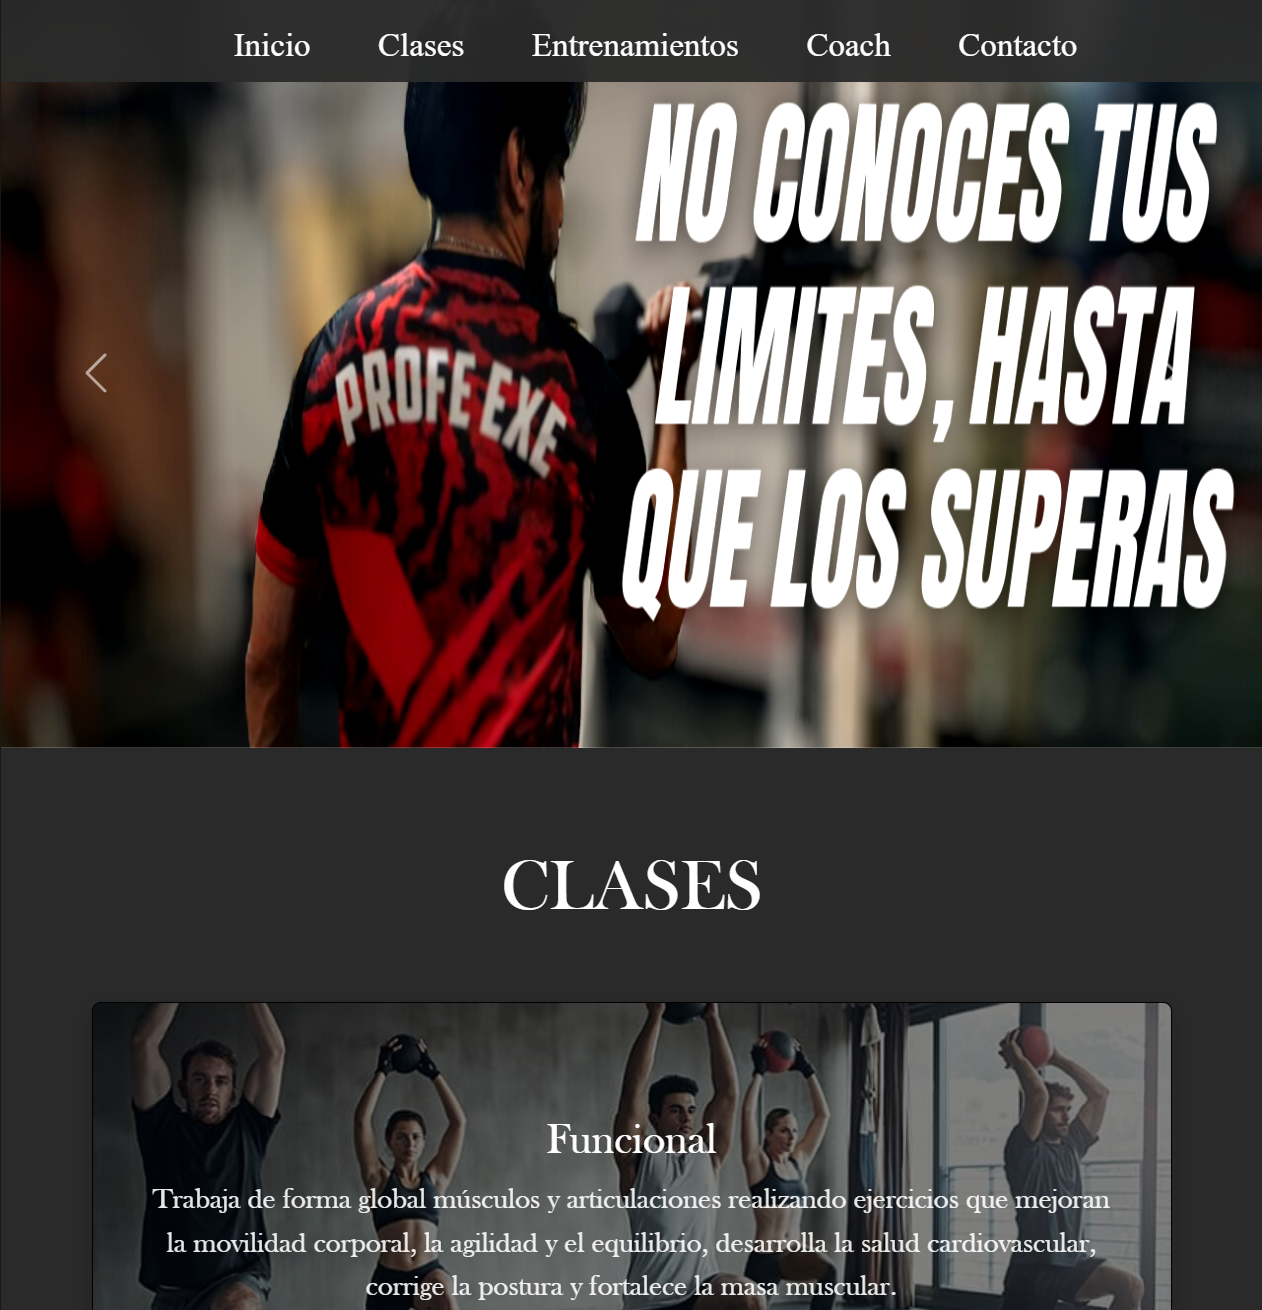 Inicio Clases Entrenamientos Coach Contacto
NO CONOCES TUS
LIMITES, HASTA
QUE LOS SUPERAS
PROFE EXE
CLASES
Funcional
Trabaja de forma global músculos y articulaciones realizando ejercicios que mejoran
la movilidad corporal, la agilidad y el equilibrio, desarrolla la salud cardiovascular,
corrige la postura y fortalece la masa muscular.